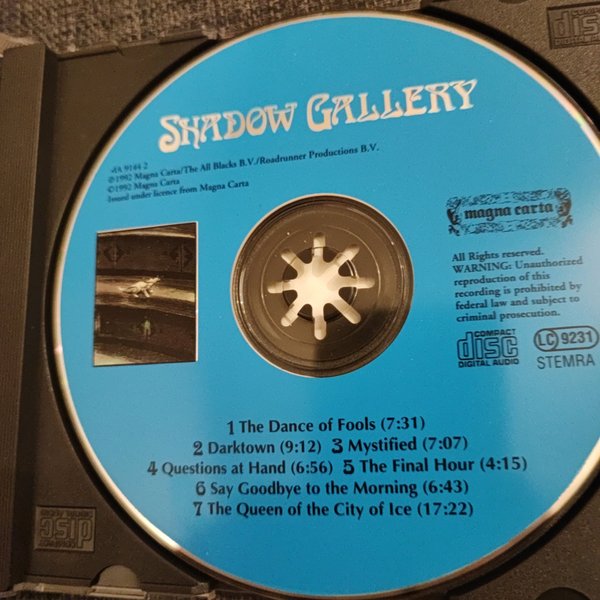 SHADOW GALLERY
RA 9184 2
℗1992 Magna Carta/The All Blacks B.V./Roadrunner Productions B.V.
©1992 Magna Carta
Issued under licence from Magna Carta
magna carta
All Rights reserved.
WARNING: Unauthorized
reproduction of this
recording is prohibited by
federal law and subject to
criminal prosecution.
COMPACT
disc
DIGITAL AUDIO
LC 9231
STEMRA
1 The Dance of Fools (7:31)
2 Darktown (9:12) 3 Mystified (7:07)
4 Questions at Hand (6:56) 5 The Final Hour (4:15)
6 Say Goodbye to the Morning (6:43)
7 The Queen of the City of Ice (17:22)
disc